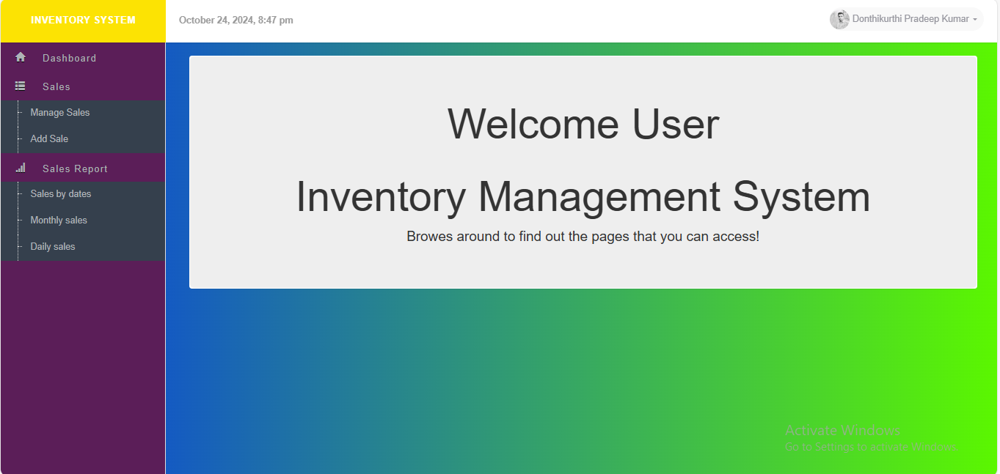 INVENTORY SYSTEM
October 24, 2024, 8:47 pm
Donthikurthi Pradeep Kumar
Dashboard
Sales
Manage Sales
Add Sale
Sales Report
Sales by dates
Monthly sales
Daily sales
Welcome User
Inventory Management System
Browes around to find out the pages that you can access!
Activate Windows
Go to Settings to activate Windows.